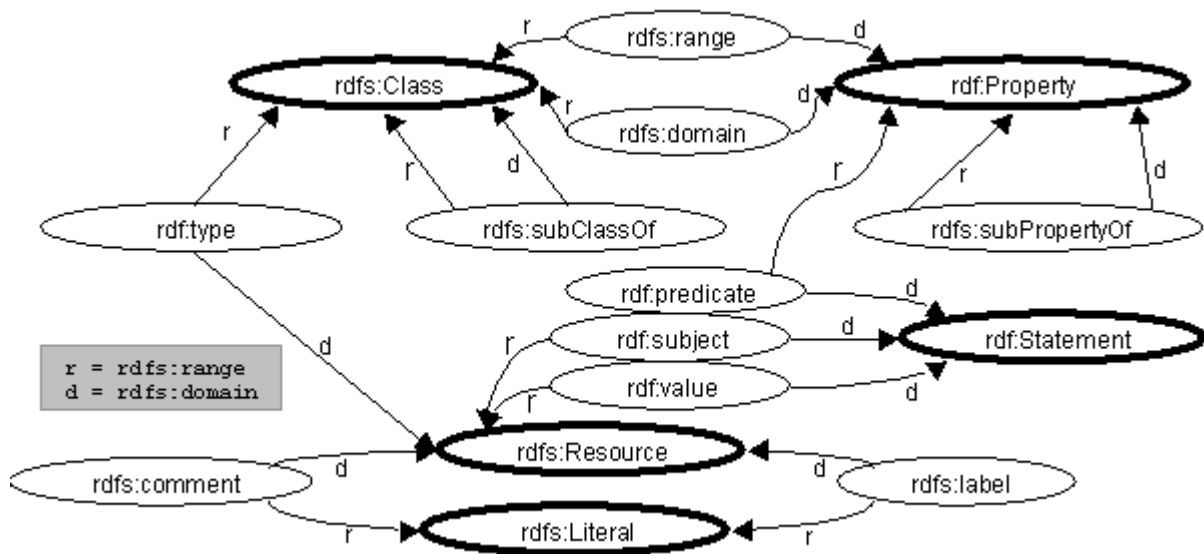 r
rdfs:range
d
rdfs:Class
rdf:Property
r
d
rdfs:domain
r
r
d
r
r
d
rdf:type
rdfs:subClassOf
rdfs:subPropertyOf
rdf:predicate
d
rdf:subject
d
rdf:Statement
r
d
r = rdfs:range
d = rdfs:domain
rdf:value
r
d
rdfs:Resource
rdfs:comment
d
d
rdfs:label
rdfs:Literal
r
r